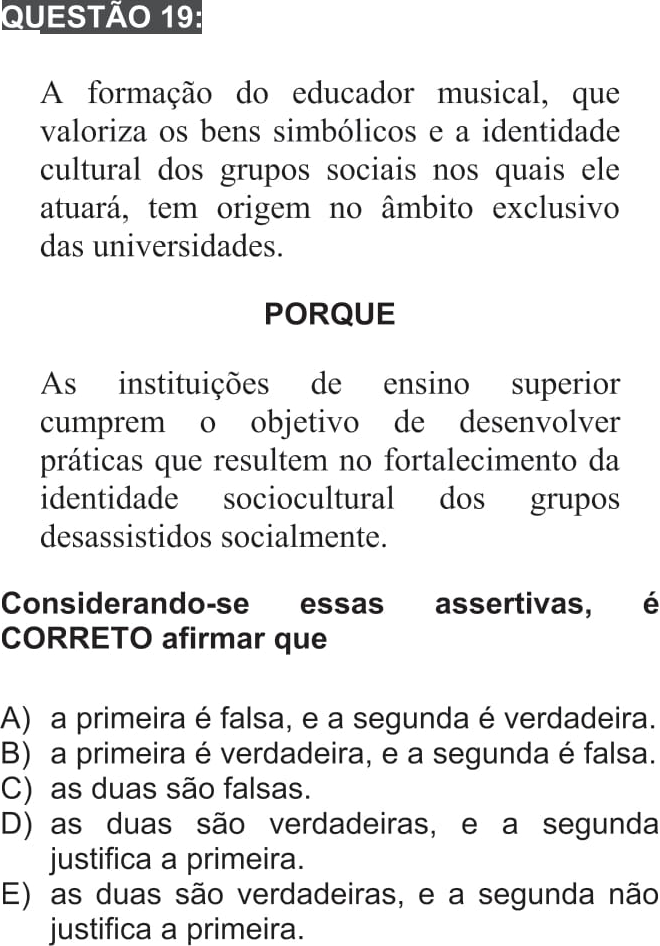 QUESTÃO 19:
A formação do educador musical, que
valoriza os bens simbólicos e a identidade
cultural dos grupos sociais nos quais ele
atuará, tem origem no âmbito exclusivo
das universidades.
PORQUE
As instituições de ensino superior
cumprem o objetivo de desenvolver
práticas que resultem no fortalecimento da
identidade sociocultural dos grupos
desassistidos socialmente.
Considerando-se essas assertivas, é
CORRETO afirmar que
A) a primeira é falsa, e a segunda é verdadeira.
B) a primeira é verdadeira, e a segunda é falsa.
C) as duas são falsas.
D) as duas são verdadeiras, e a segunda
justifica a primeira.
E) as duas são verdadeiras, e a segunda não
justifica a primeira.